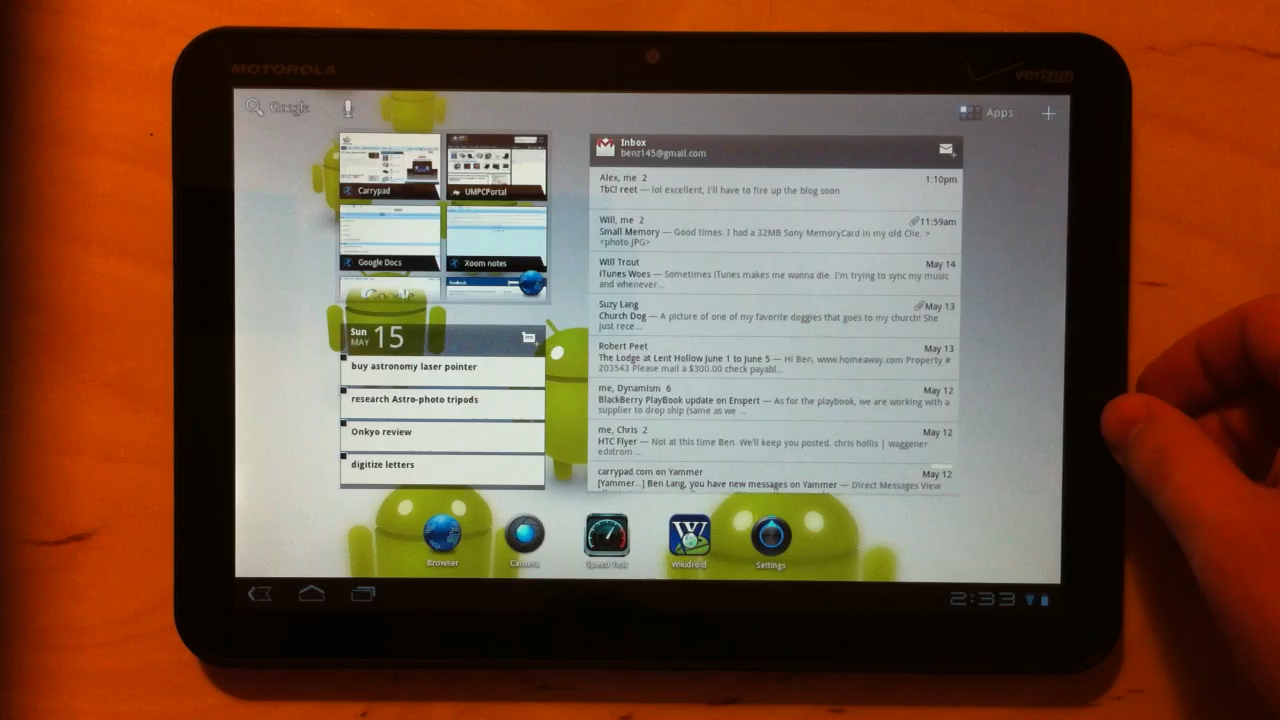 MOTOROLA
verizon
Google
Apps
Carrypad
UMPCPortal
Google Docs
Xoom notes
Google
Sun
MAY 15
buy astronomy laser pointer
research Astro-photo tripods
Onkyo review
digitize letters
Inbox
benz145@gmail.com
Alex, me 2
1:10pm
TbC! reet — lol excellent, I'll have to fire up the blog soon
Will, me 2
11:59am
Small Memory — Good times. I had a 32MB Sony MemoryCard in my old Clie. >
<photo.JPG>
Will Trout
May 14
iTunes Woes — Sometimes iTunes makes me wanna die. I'm trying to sync my music
and whenever...
Suzy Lang
May 13
Church Dog — A picture of one of my favorite doggies that goes to my church! She
just rece...
Robert Peet
May 13
The Lodge at Lent Hollow June 1 to June 5 — Hi Ben, www.homeaway.com Property #
203543 Please mail a $300.00 check payabl...
me, Dynamism 6
May 12
BlackBerry PlayBook update on Enspert — As for the playbook, we are working with a
supplier to drop ship (same as we ...
me, Chris 2
May 12
HTC Flyer — Not at this time Ben. We'll keep you posted. chris hollis | waggener
edstrom ...
carrypad.com on Yammer
May 12
[Yammer...] Ben Lang, you have new messages on Yammer — Direct Messages View
Browser
Camera
Speed Test
W
Wikidroid
Settings
2:33